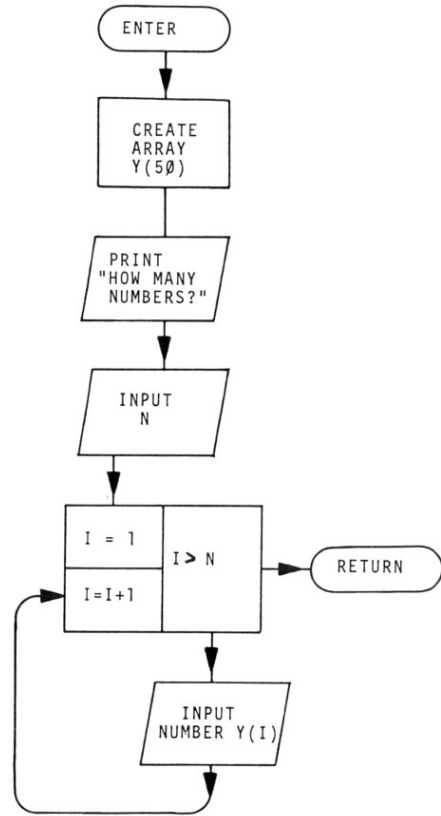 ENTER
CREATE
ARRAY
Y(5Ø)
PRINT
"HOW MANY
NUMBERS?"
INPUT
N
I = 1
I > N
I=I+1
RETURN
INPUT
NUMBER Y(I)